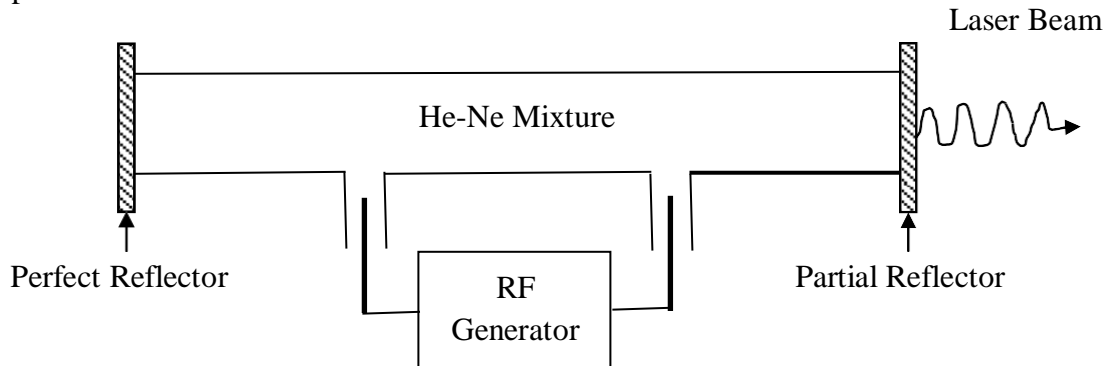 Laser Beam
He-Ne Mixture
Perfect Reflector
Partial Reflector
RF
Generator